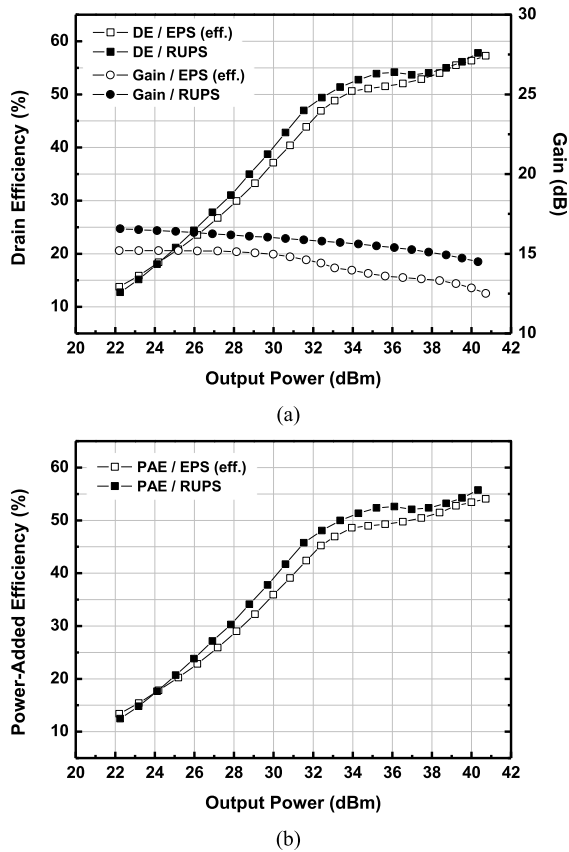 DE / EPS (eff.)
DE / RUPS
Gain / EPS (eff.)
Gain / RUPS
Drain Efficiency (%)
60
50
40
30
20
10
Gain (dB)
30
25
20
15
10
20 22 24 26 28 30 32 34 36 38 40 42
Output Power (dBm)
(a)
PAE / EPS (eff.)
PAE / RUPS
Power-Added Efficiency (%)
60
50
40
30
20
10
20 22 24 26 28 30 32 34 36 38 40 42
Output Power (dBm)
(b)